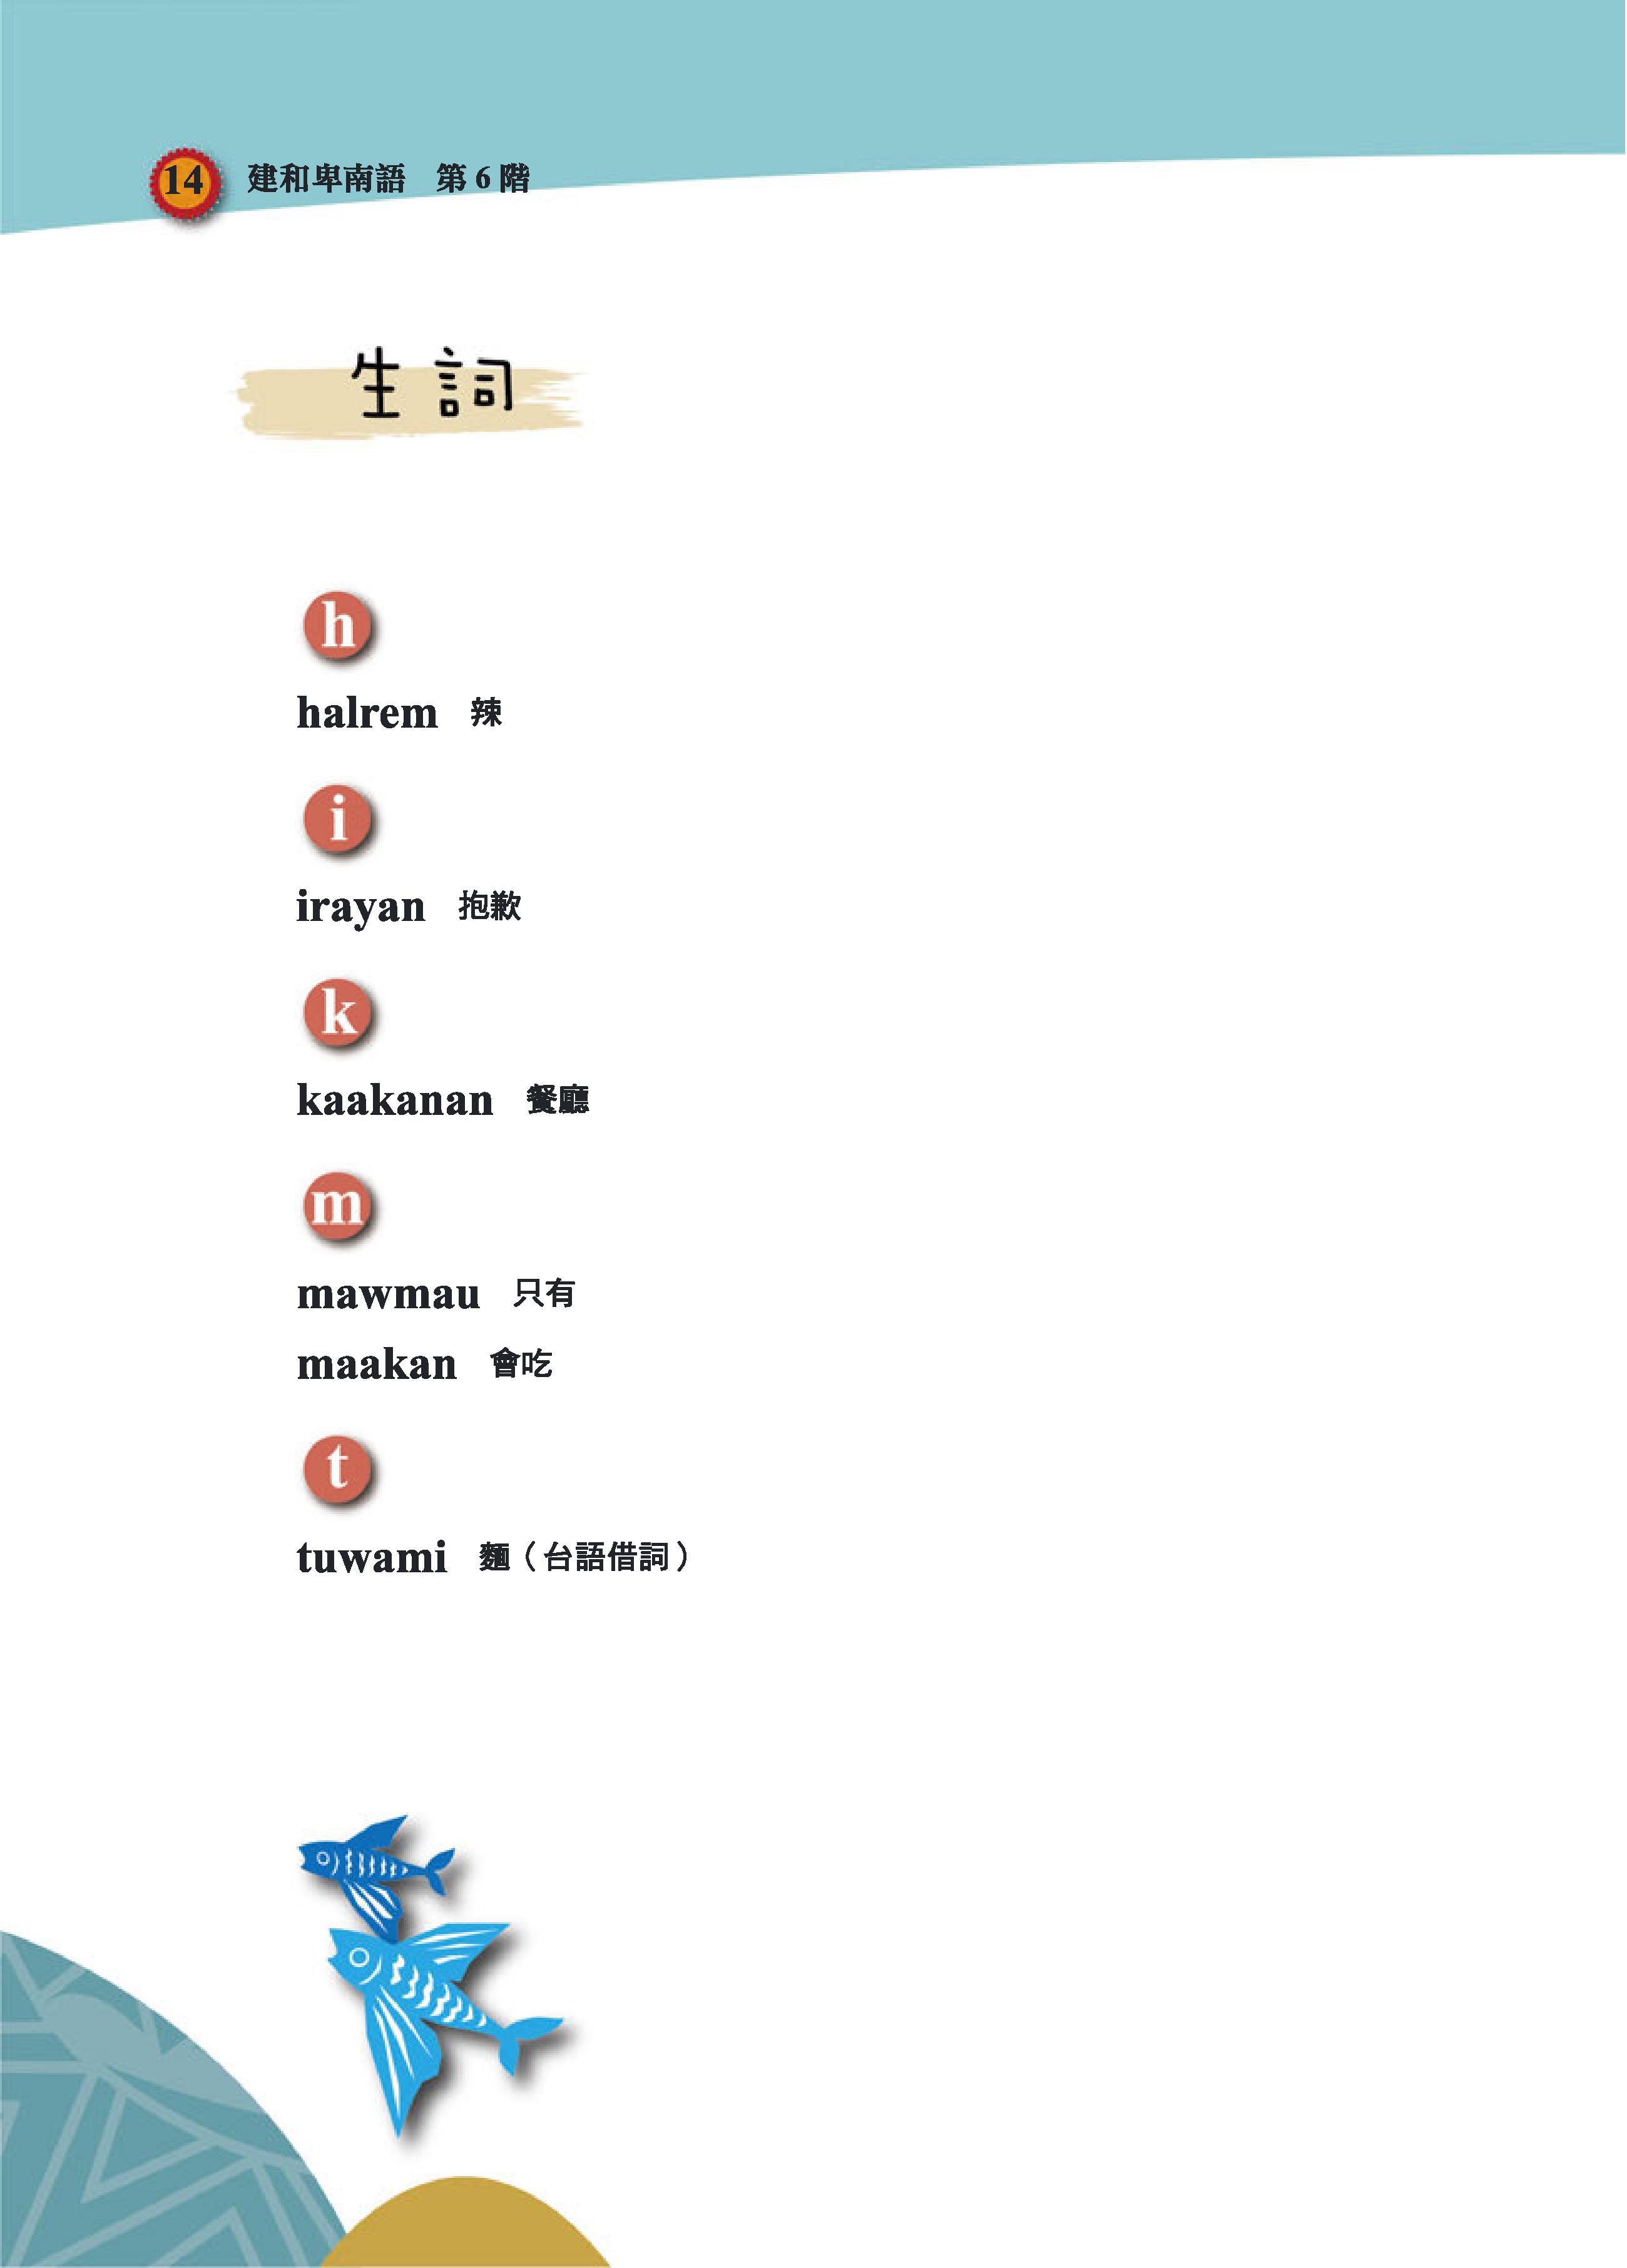 14 建和卑南語 第6階
生詞
h
halrem 辣
i
irayan 抱歉
k
kaakanan 餐廳
m
mawmau 只有
maakan 會吃
t
tuwami 麵（台語借詞）